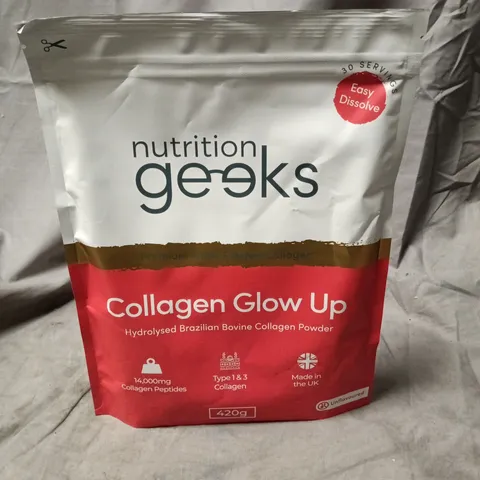 30 SERVINGS
Easy
Dissolve
nutrition
geeks
Collagen Glow Up
Hydrolysed Brazilian Bovine Collagen Powder
14,000mg
Collagen Peptides
Type 1 & 3
Collagen
Made in
the UK
420g
Unflavoured